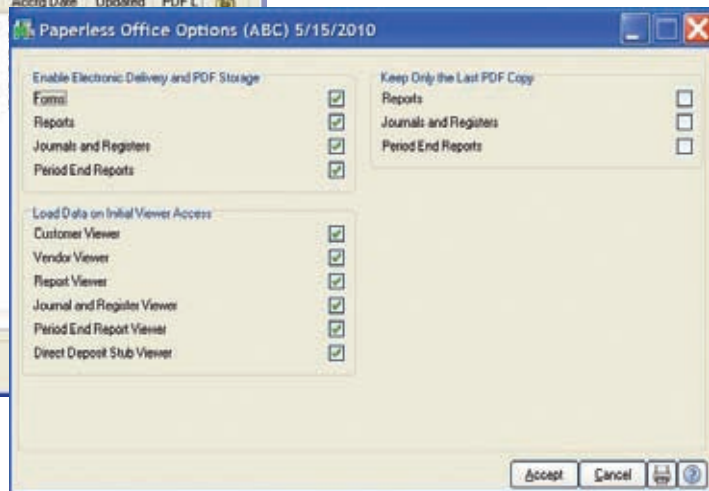 Acctg Date Updated PDF L
Paperless Office Options (ABC) 5/15/2010
Enable Electronic Delivery and PDF Storage
Forms
Reports
Journals and Registers
Period End Reports
Keep Only the Last PDF Copy
Reports
Journals and Registers
Period End Reports
Load Data on Initial Viewer Access
Customer Viewer
Vendor Viewer
Report Viewer
Journal and Register Viewer
Period End Report Viewer
Direct Deposit Stub Viewer
Accept Cancel